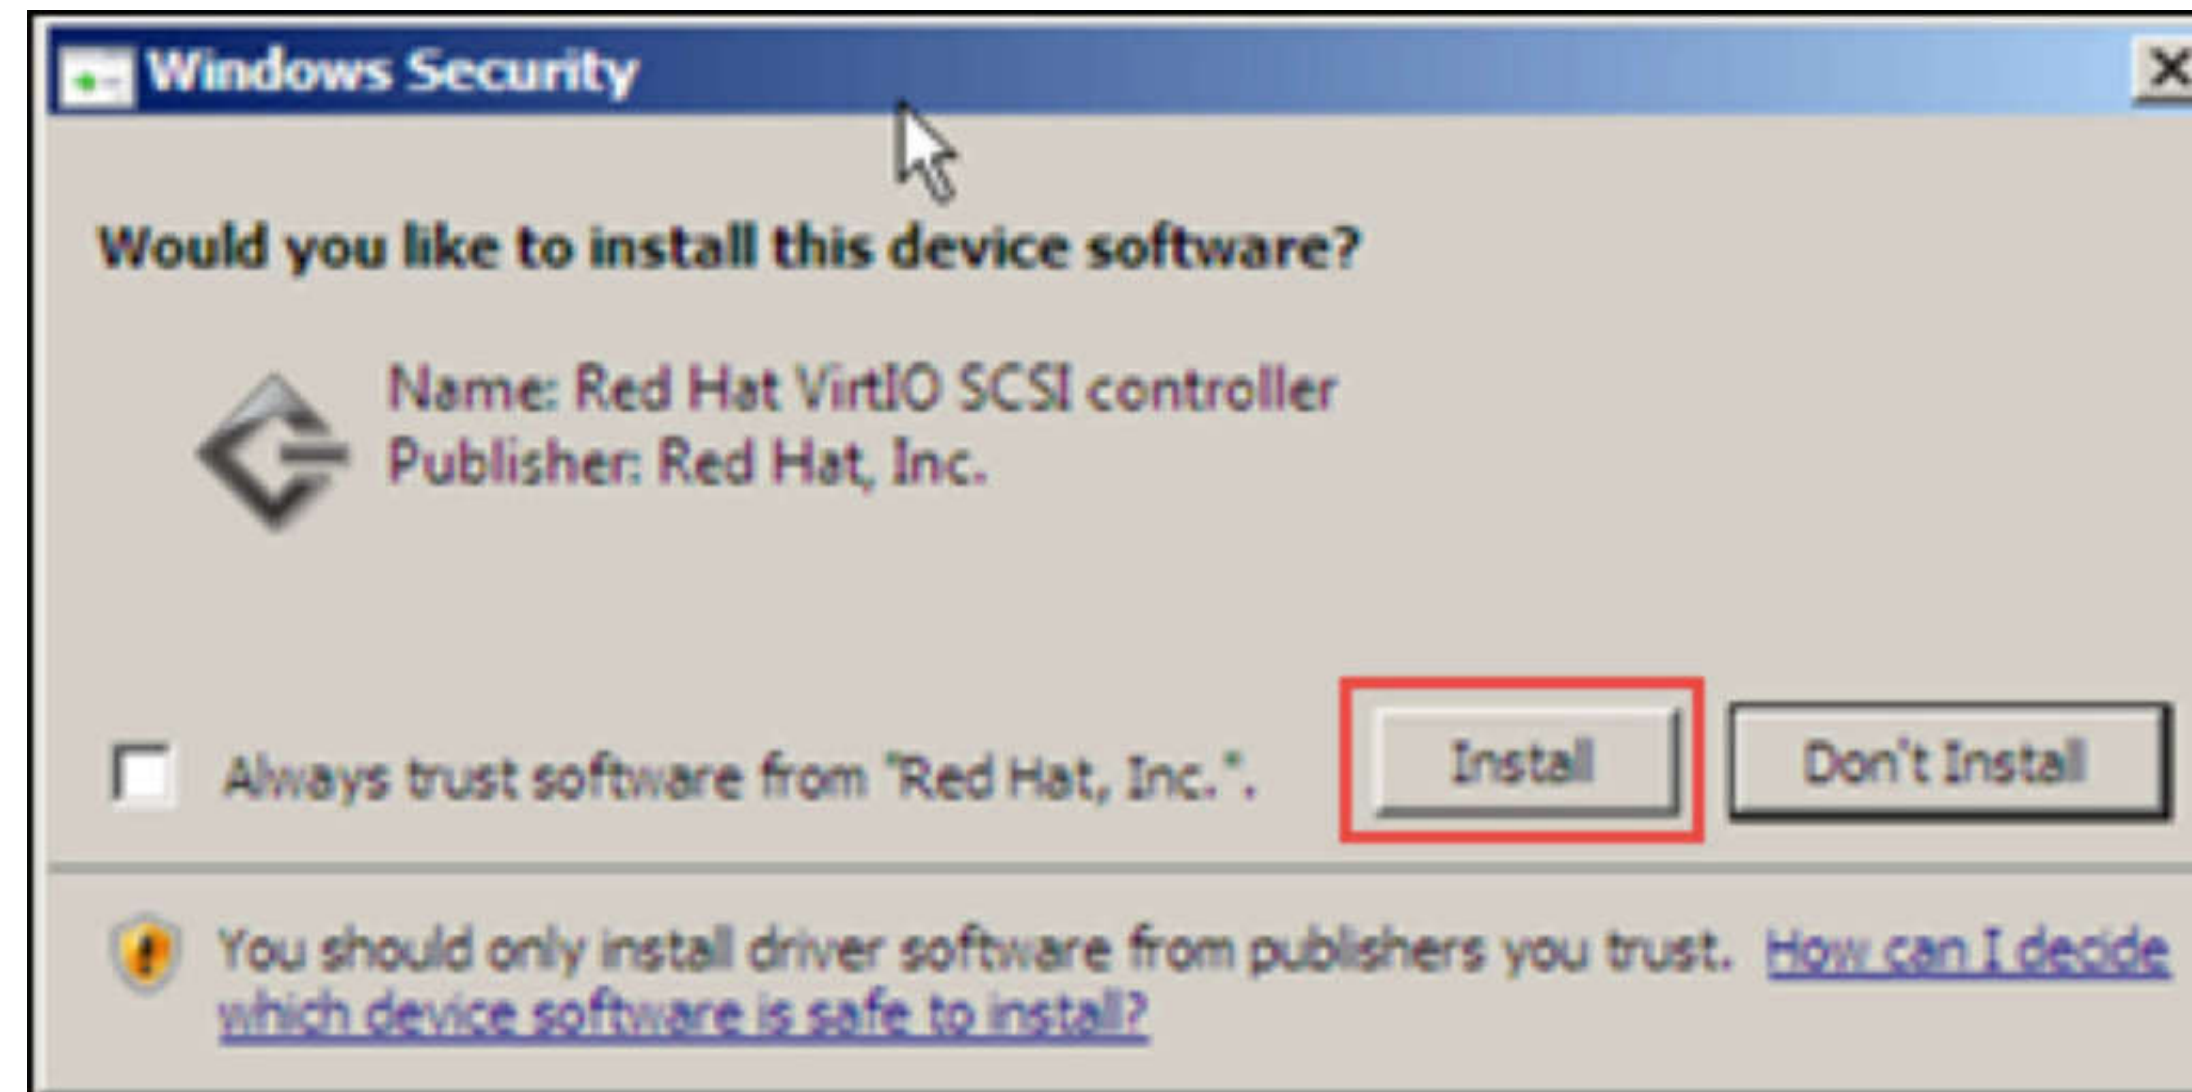 Windows Security
Would you like to install this device software?
Name: Red Hat VirtIO SCSI controller
Publisher: Red Hat, Inc.
Always trust software from "Red Hat, Inc.".
Install
Don't Install
You should only install driver software from publishers you trust. How can I decide
which device software is safe to install?